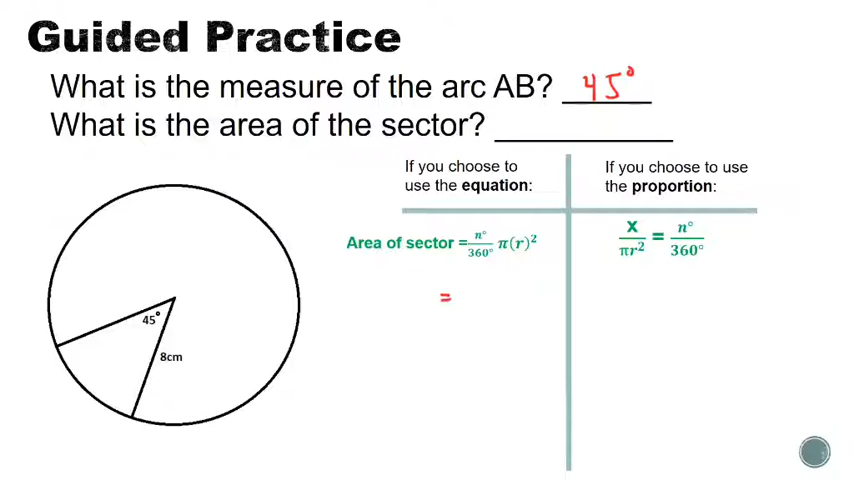 Guided Practice
What is the measure of the arc AB? 45°
What is the area of the sector?
If you choose to
use the equation:
Area of sector = n°/360° π(r)²
=
If you choose to use
the proportion:
x/πr² = n°/360°
45°
8cm